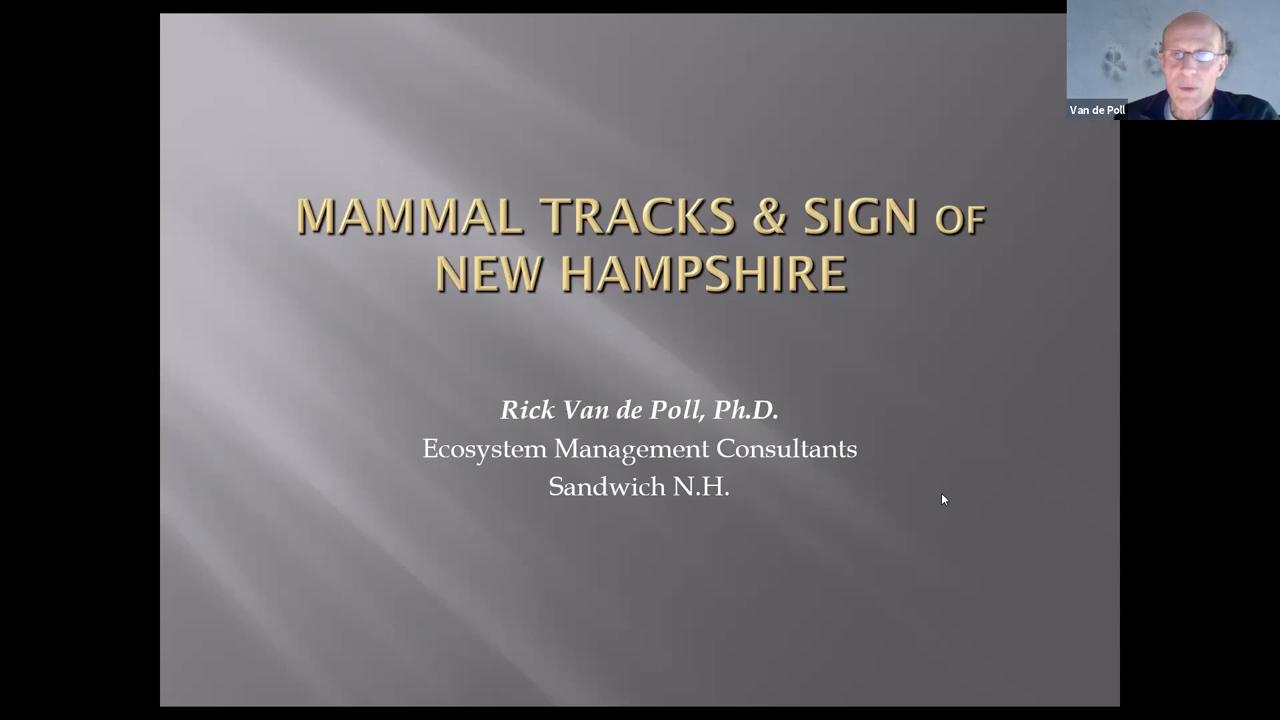 MAMMAL TRACKS & SIGN OF
NEW HAMPSHIRE
Rick Van de Poll, Ph.D.
Ecosystem Management Consultants
Sandwich N.H.
Van de Poll